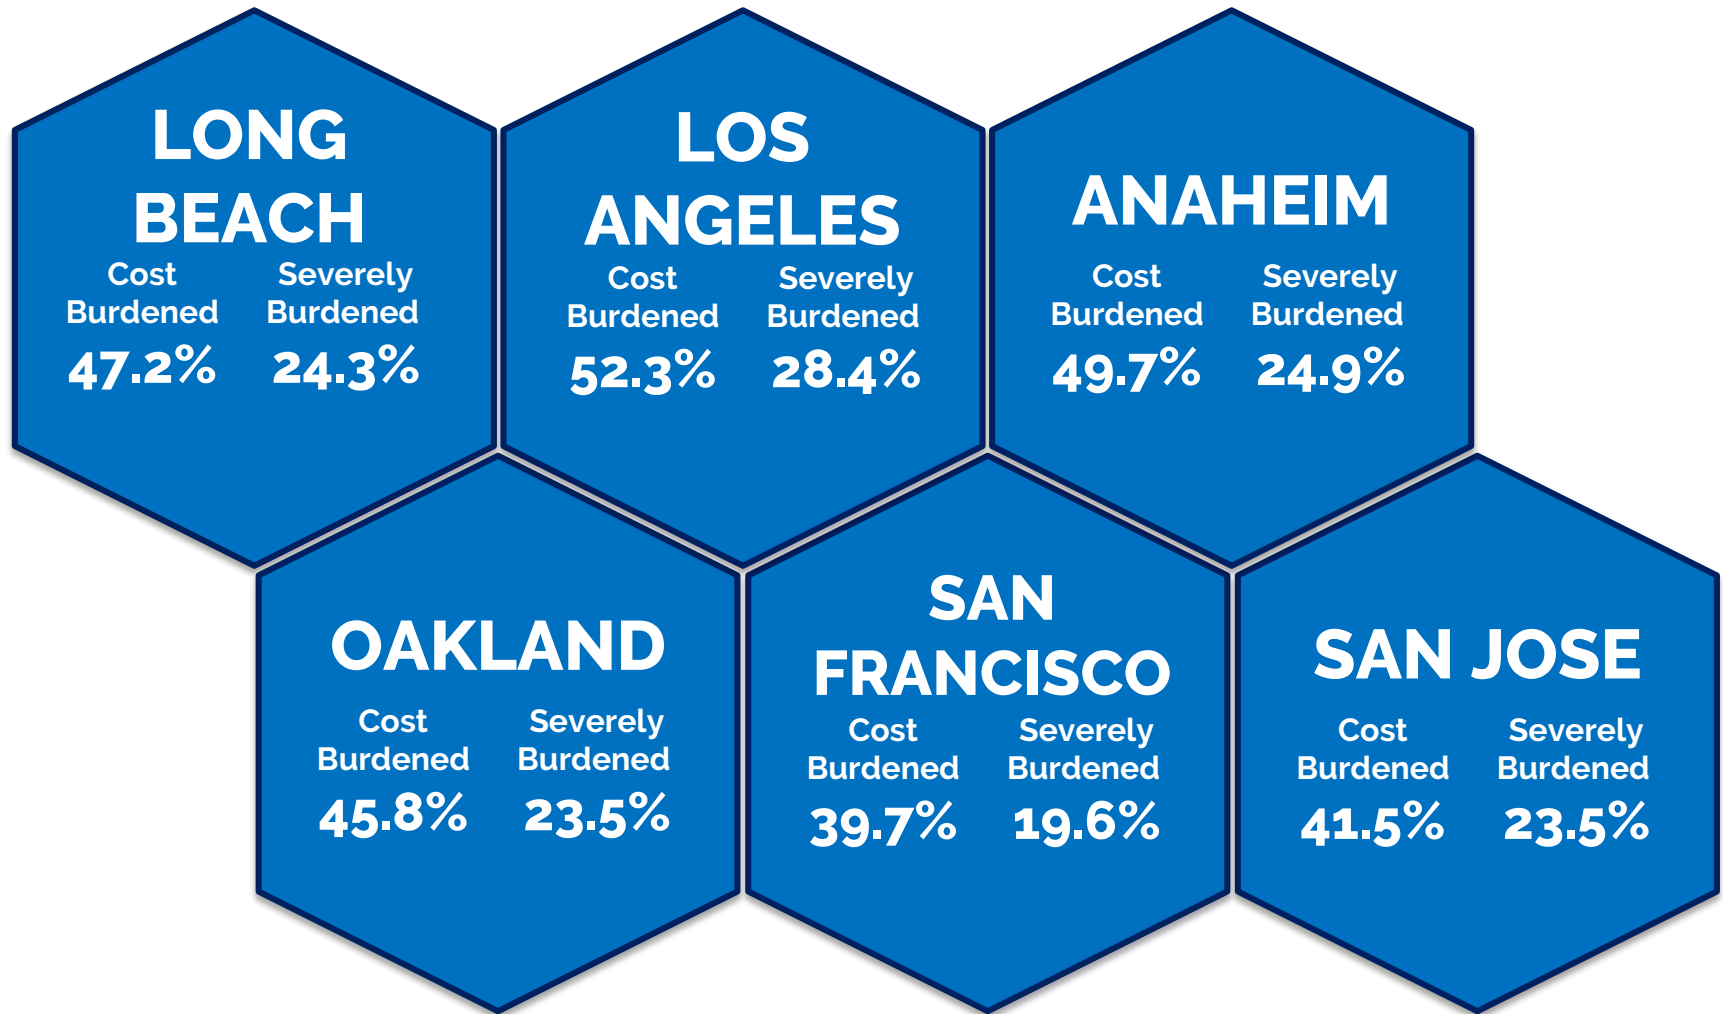 LONG
BEACH
Cost Burdened
Severely Burdened
47.2%
24.3%
LOS
ANGELES
Cost Burdened
Severely Burdened
52.3%
28.4%
ANAHEIM
Cost Burdened
Severely Burdened
49.7%
24.9%
OAKLAND
Cost Burdened
Severely Burdened
45.8%
23.5%
SAN
FRANCISCO
Cost Burdened
Severely Burdened
39.7%
19.6%
SAN JOSE
Cost Burdened
Severely Burdened
41.5%
23.5%